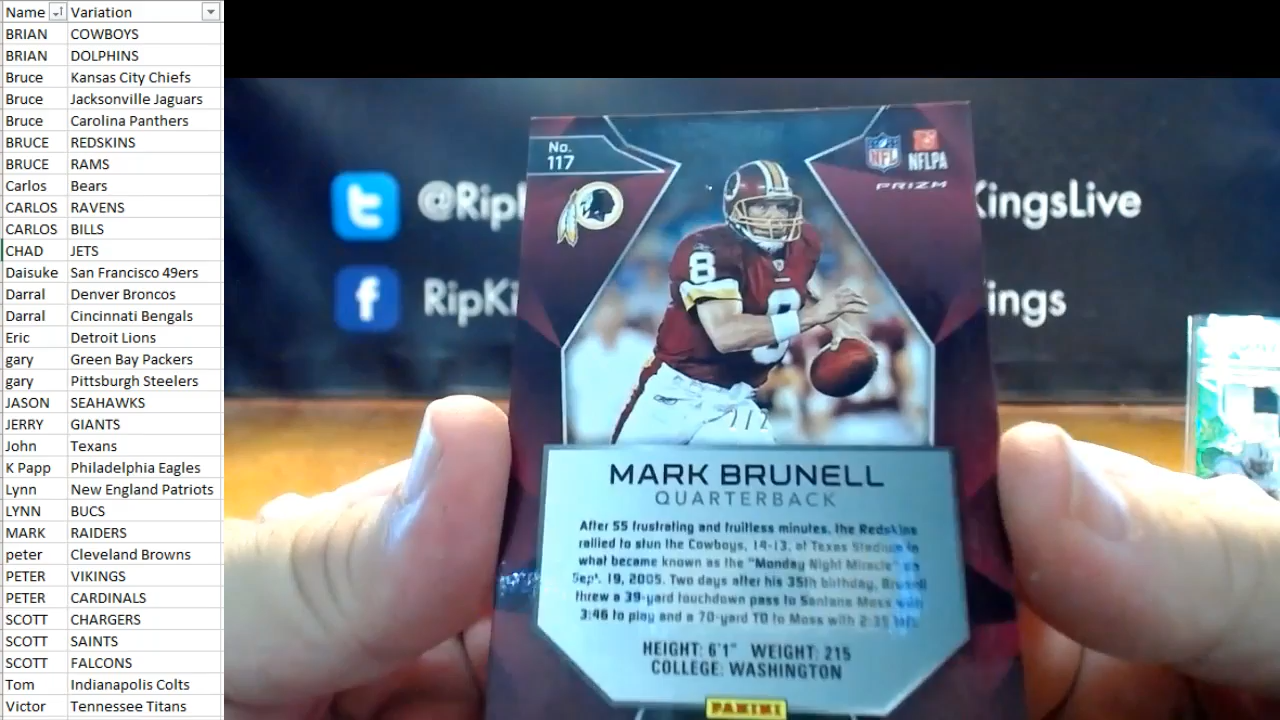 Name Variation
BRIAN COWBOYS
BRIAN DOLPHINS
Bruce Kansas City Chiefs
Bruce Jacksonville Jaguars
Bruce Carolina Panthers
BRUCE REDSKINS
BRUCE RAMS
Carlos Bears
CARLOS RAVENS
CARLOS BILLS
CHAD JETS
Daisuke San Francisco 49ers
Darral Denver Broncos
Darral Cincinnati Bengals
Eric Detroit Lions
gary Green Bay Packers
gary Pittsburgh Steelers
JASON SEAHAWKS
JERRY GIANTS
John Texans
K Papp Philadelphia Eagles
Lynn New England Patriots
LYNN BUCS
MARK RAIDERS
peter Cleveland Browns
PETER VIKINGS
PETER CARDINALS
SCOTT CHARGERS
SCOTT SAINTS
SCOTT FALCONS
Tom Indianapolis Colts
Victor Tennessee Titans
@Rip KingsLive
RipKi ings
No.
117
NFL
NFLPA
PRIZM
8
MARK BRUNELL
QUARTERBACK
After 55 frustrating and fruitless minutes, the Redskins
rallied to stun the Cowboys, 14-13, at Texas Stadium in
what became known as the "Monday Night Miracle" on
Sept. 19, 2005. Two days after his 35th birthday, Brunell
threw a 39-yard touchdown pass to Santana Moss with
3:46 to play and a 70-yard TD to Moss with 2:35 left.
HEIGHT: 6'1" WEIGHT: 215
COLLEGE: WASHINGTON
PANINI